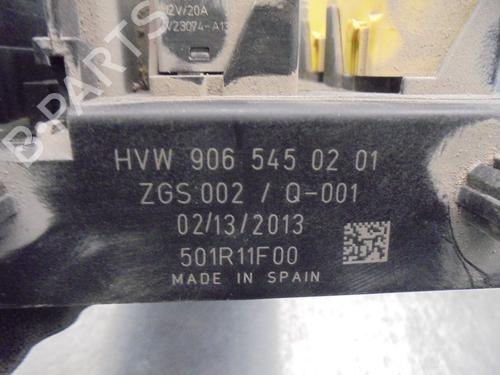 12V/20A
V23074-A13
HVW 906 545 02 01
ZGS 002 / Q-001
02/13/2013
501R11F00
MADE IN SPAIN
B-PARTS